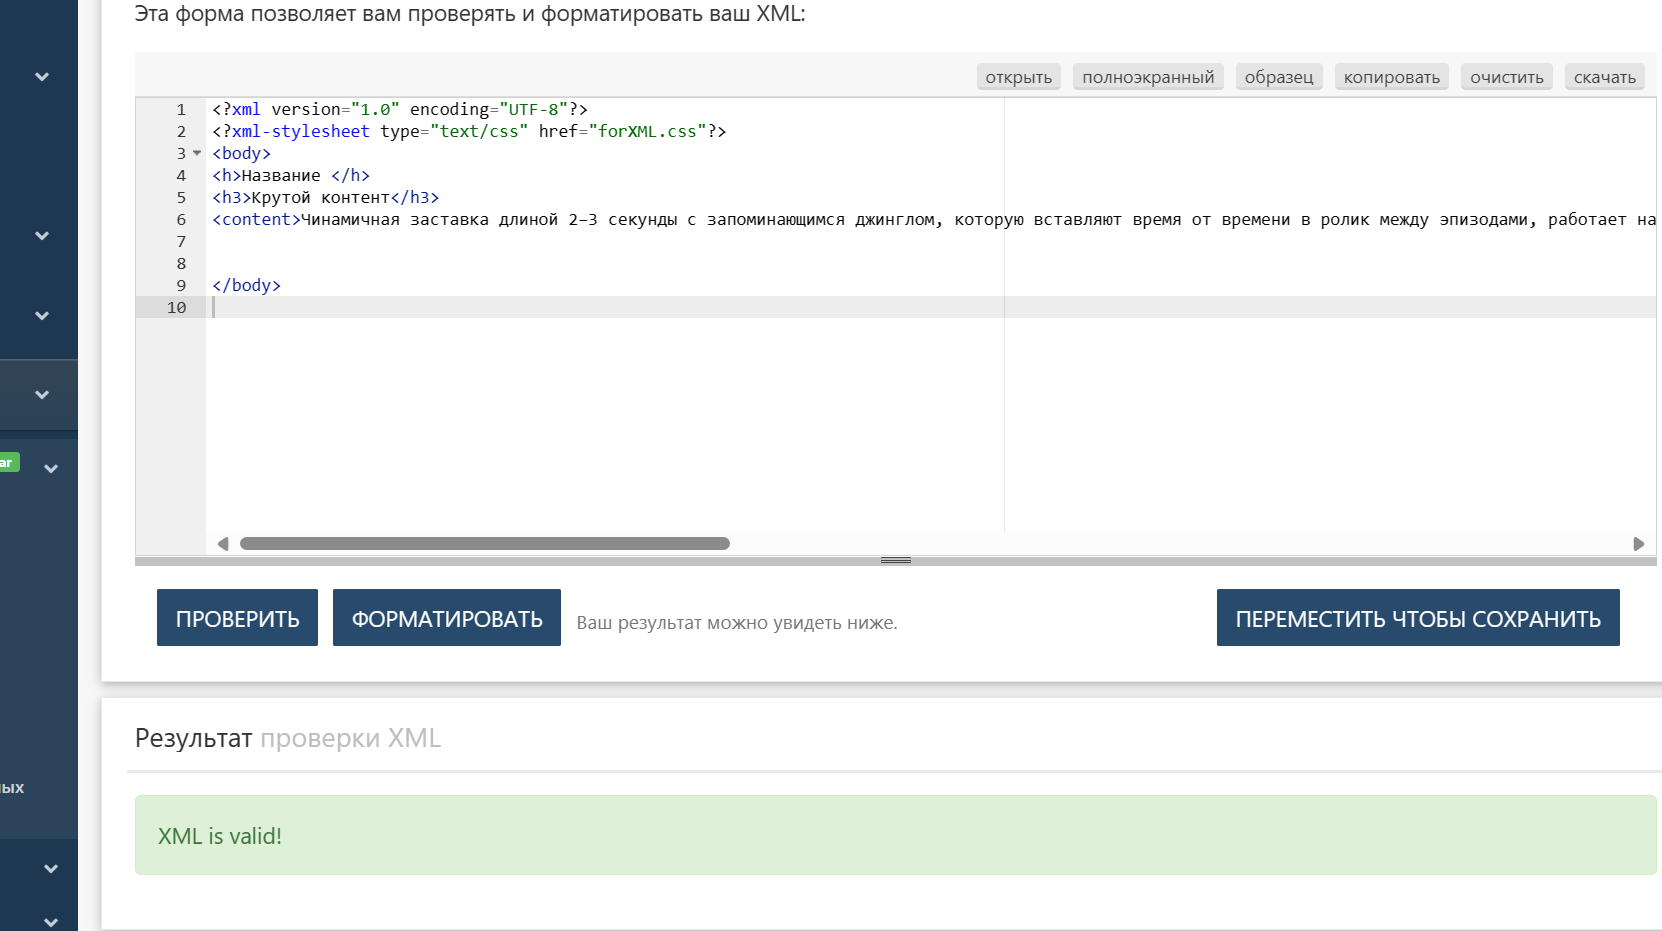 Эта форма позволяет вам проверять и форматировать ваш XML:
открыть полноэкранный образец копировать очистить скачать
1 <?xml version="1.0" encoding="UTF-8"?>
2 <?xml-stylesheet type="text/css" href="forXML.css"?>
3 <body>
4 <h>Название </h>
5 <h3>Крутой контент</h3>
6 <content>Чинамичная заставка длиной 2–3 секунды с запоминающимся джинглом, которую вставляют время от времени в ролик между эпизодами, работает на
7
8
9 </body>
10
ar
ПРОВЕРИТЬ ФОРМАТИРОВАТЬ Ваш результат можно увидеть ниже. ПЕРЕМЕСТИТЬ ЧТОБЫ СОХРАНИТЬ
Результат проверки XML
ных
XML is valid!